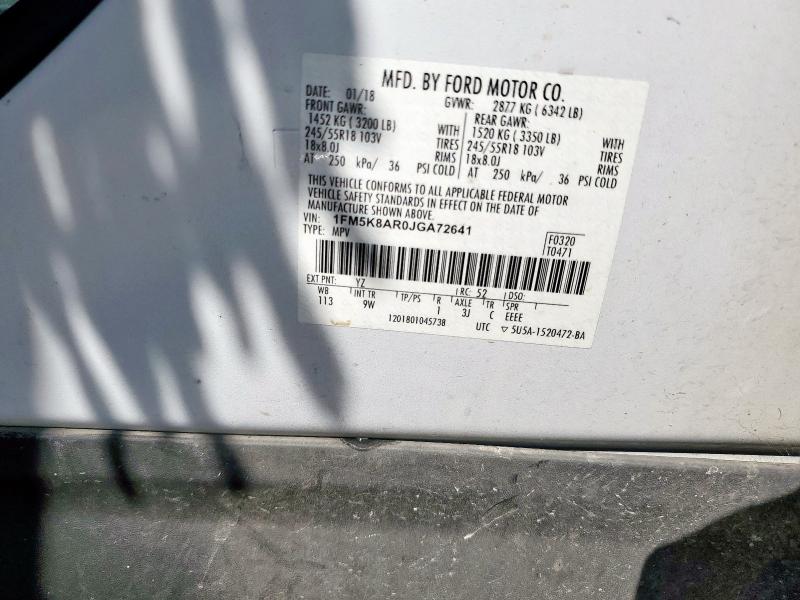 MFD. BY FORD MOTOR CO.
DATE: 01/18 GVWR: 2877 KG ( 6342 LB)
FRONT GAWR: REAR GAWR:
1452 KG ( 3200 LB) WITH 1520 KG ( 3350 LB) WITH
245/55R18 103V TIRES 245/55R18 103V TIRES
18x8.0J RIMS 18x8.0J RIMS
AT 250 kPa/ 36 PSI COLD AT 250 kPa/ 36 PSI COLD
THIS VEHICLE CONFORMS TO ALL APPLICABLE FEDERAL MOTOR
VEHICLE SAFETY STANDARDS IN EFFECT ON THE DATE OF
MANUFACTURE SHOWN ABOVE.
VIN: 1FM5K8AR0JGA72641
TYPE: MPV
F0320
T0471
EXT PNT: YZ RC: 52 DSO:
WB INT TR TP/PS R AXLE TR SPR
113 9W 1 3J C EEEE
1201801045738 UTC ▽ 5U5A-1520472-BA